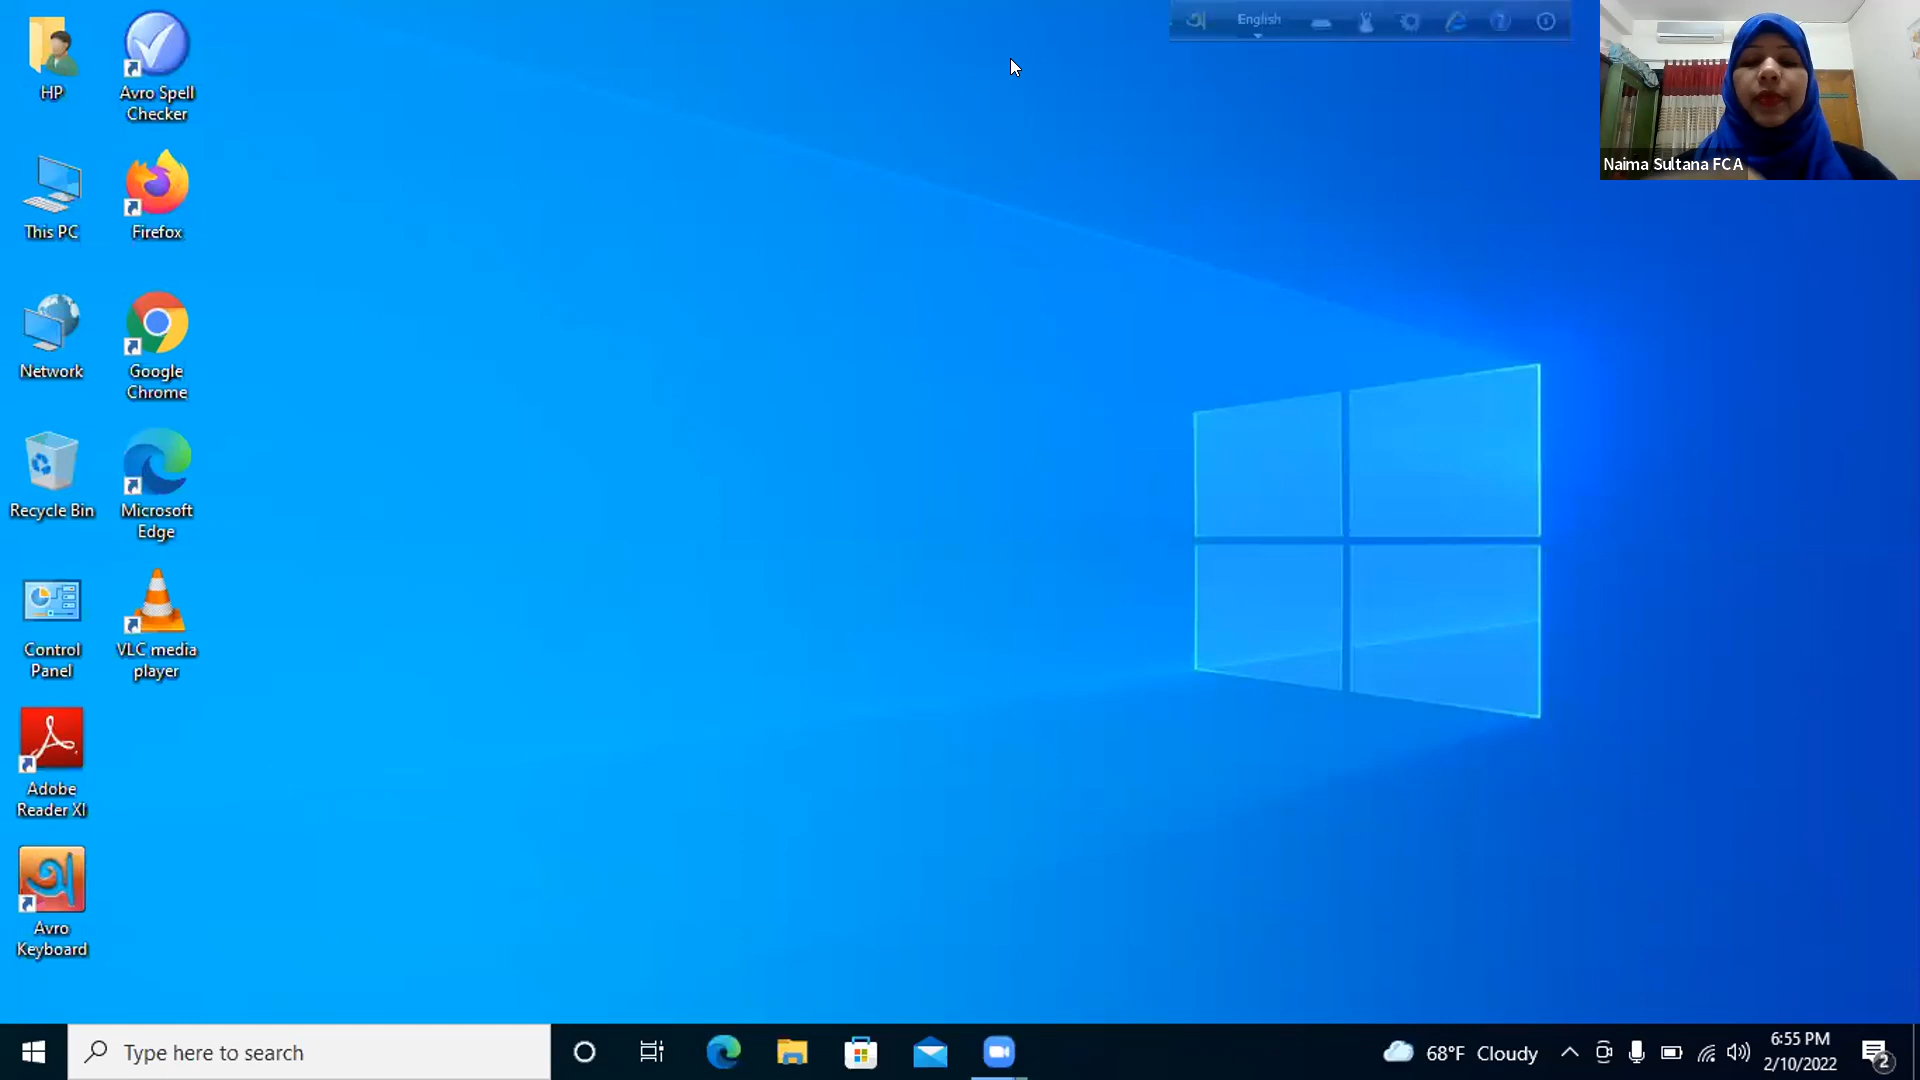 English
Naima Sultana FCA
HP
Avro Spell
Checker
This PC
Firefox
Network
Google
Chrome
Recycle Bin
Microsoft
Edge
Control
Panel
VLC media
player
Adobe
Reader XI
Avro
Keyboard
Type here to search
68°F Cloudy
6:55 PM
2/10/2022
2